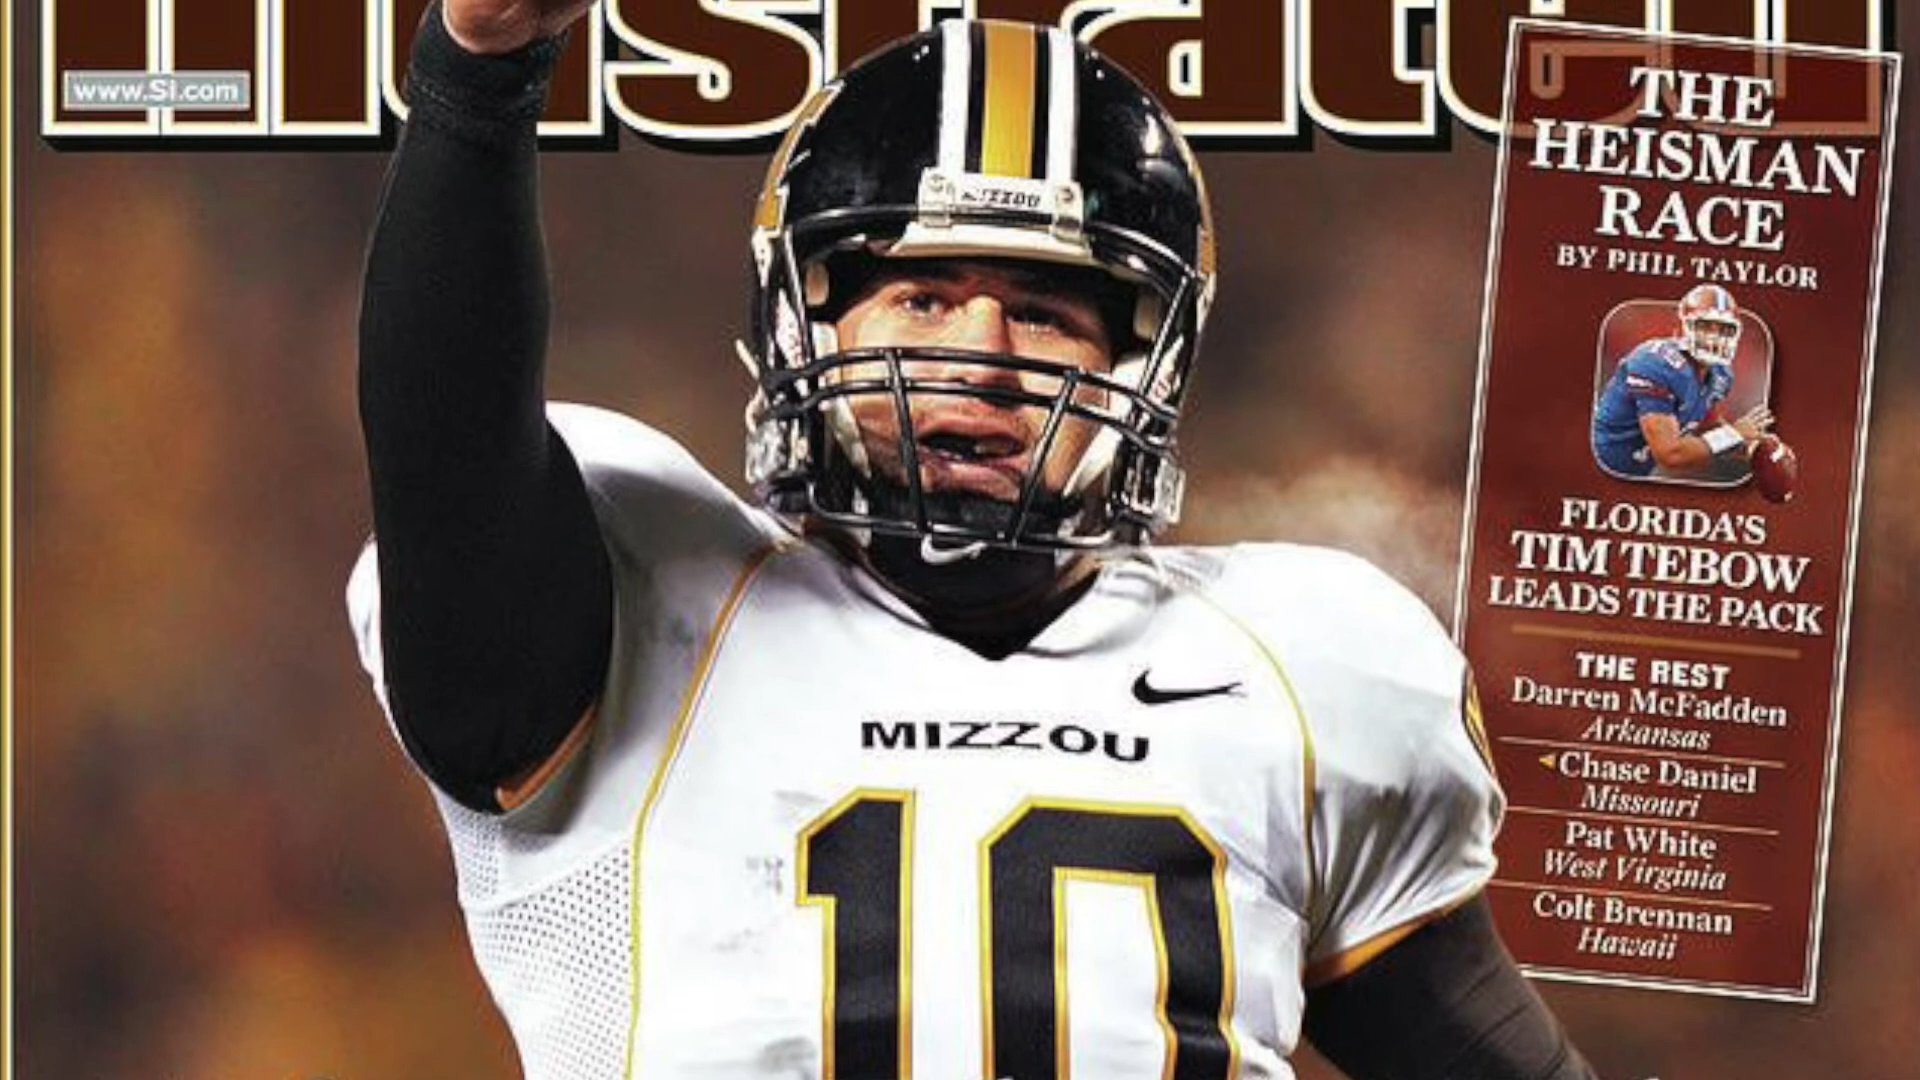 Illustrated
www.SI.com
THE
HEISMAN
RACE
BY PHIL TAYLOR
FLORIDA'S
TIM TEBOW
LEADS THE PACK
THE REST
Darren McFadden
Arkansas
Chase Daniel
Missouri
Pat White
West Virginia
Colt Brennan
Hawaii
MIZZOU
MIZZOU
10